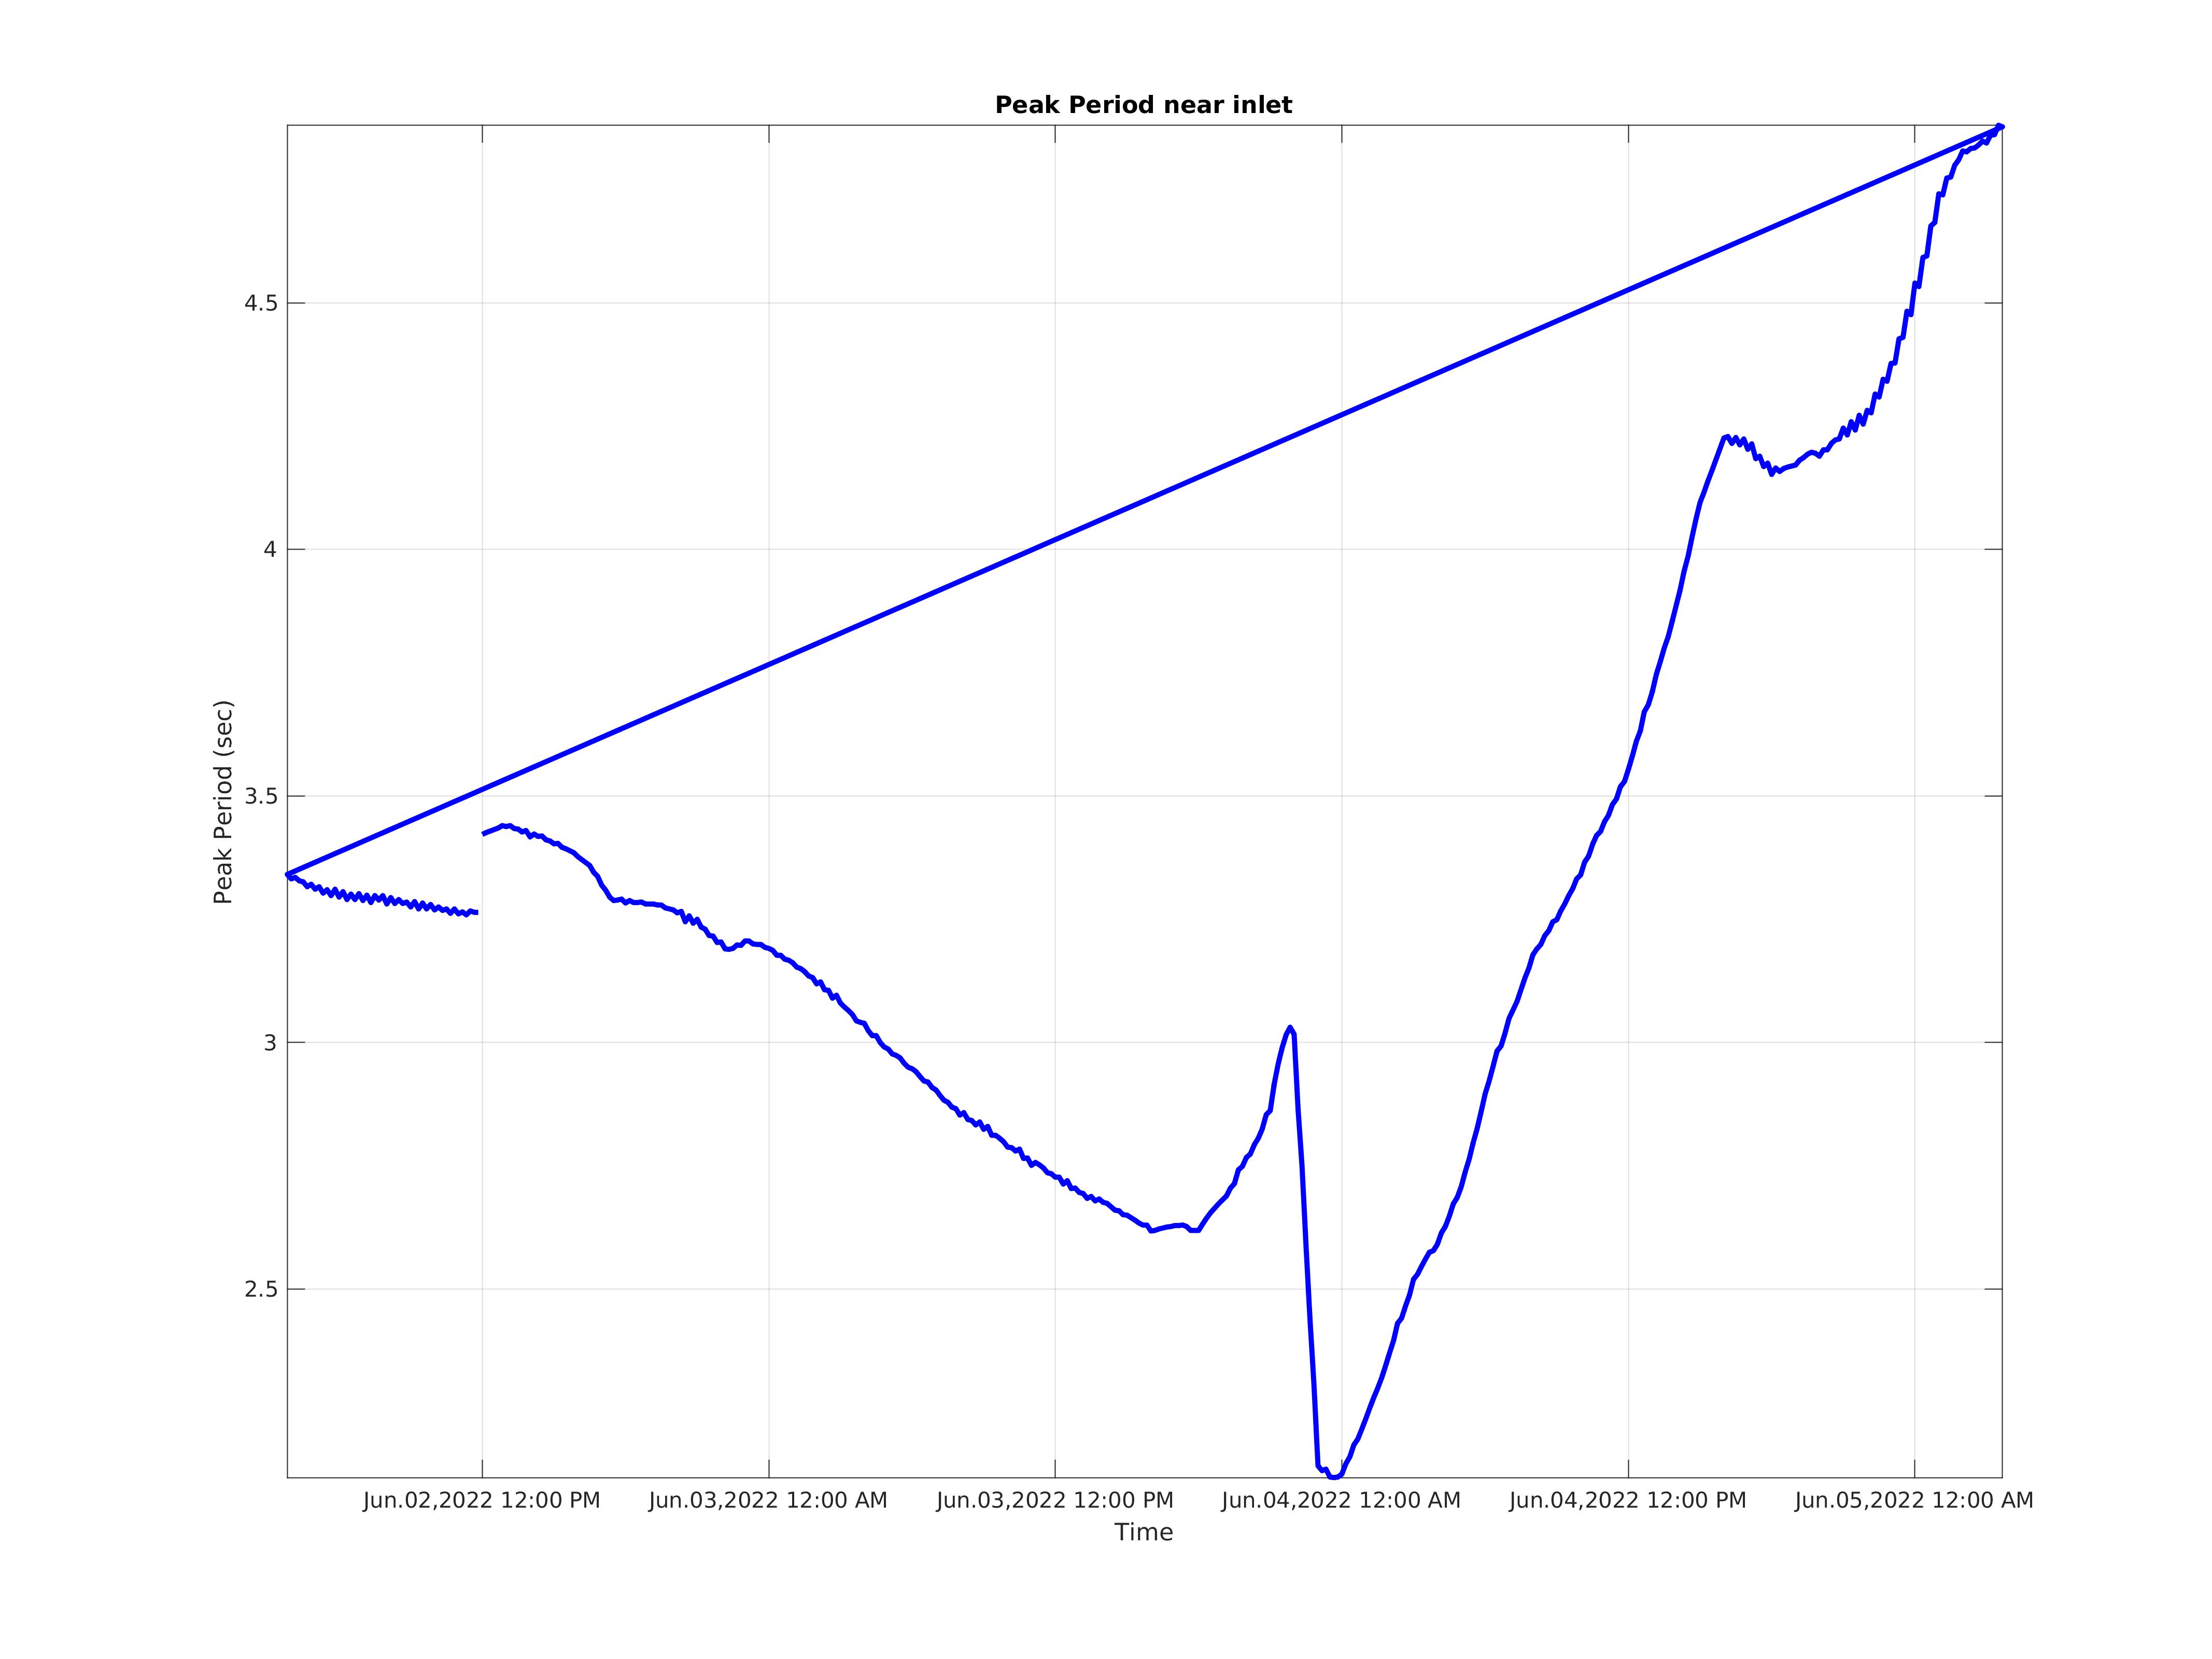 Peak Period near inlet
Peak Period (sec)
4.5
4
3.5
3
2.5
Jun.02,2022 12:00 PM
Jun.03,2022 12:00 AM
Jun.03,2022 12:00 PM
Jun.04,2022 12:00 AM
Jun.04,2022 12:00 PM
Jun.05,2022 12:00 AM
Time